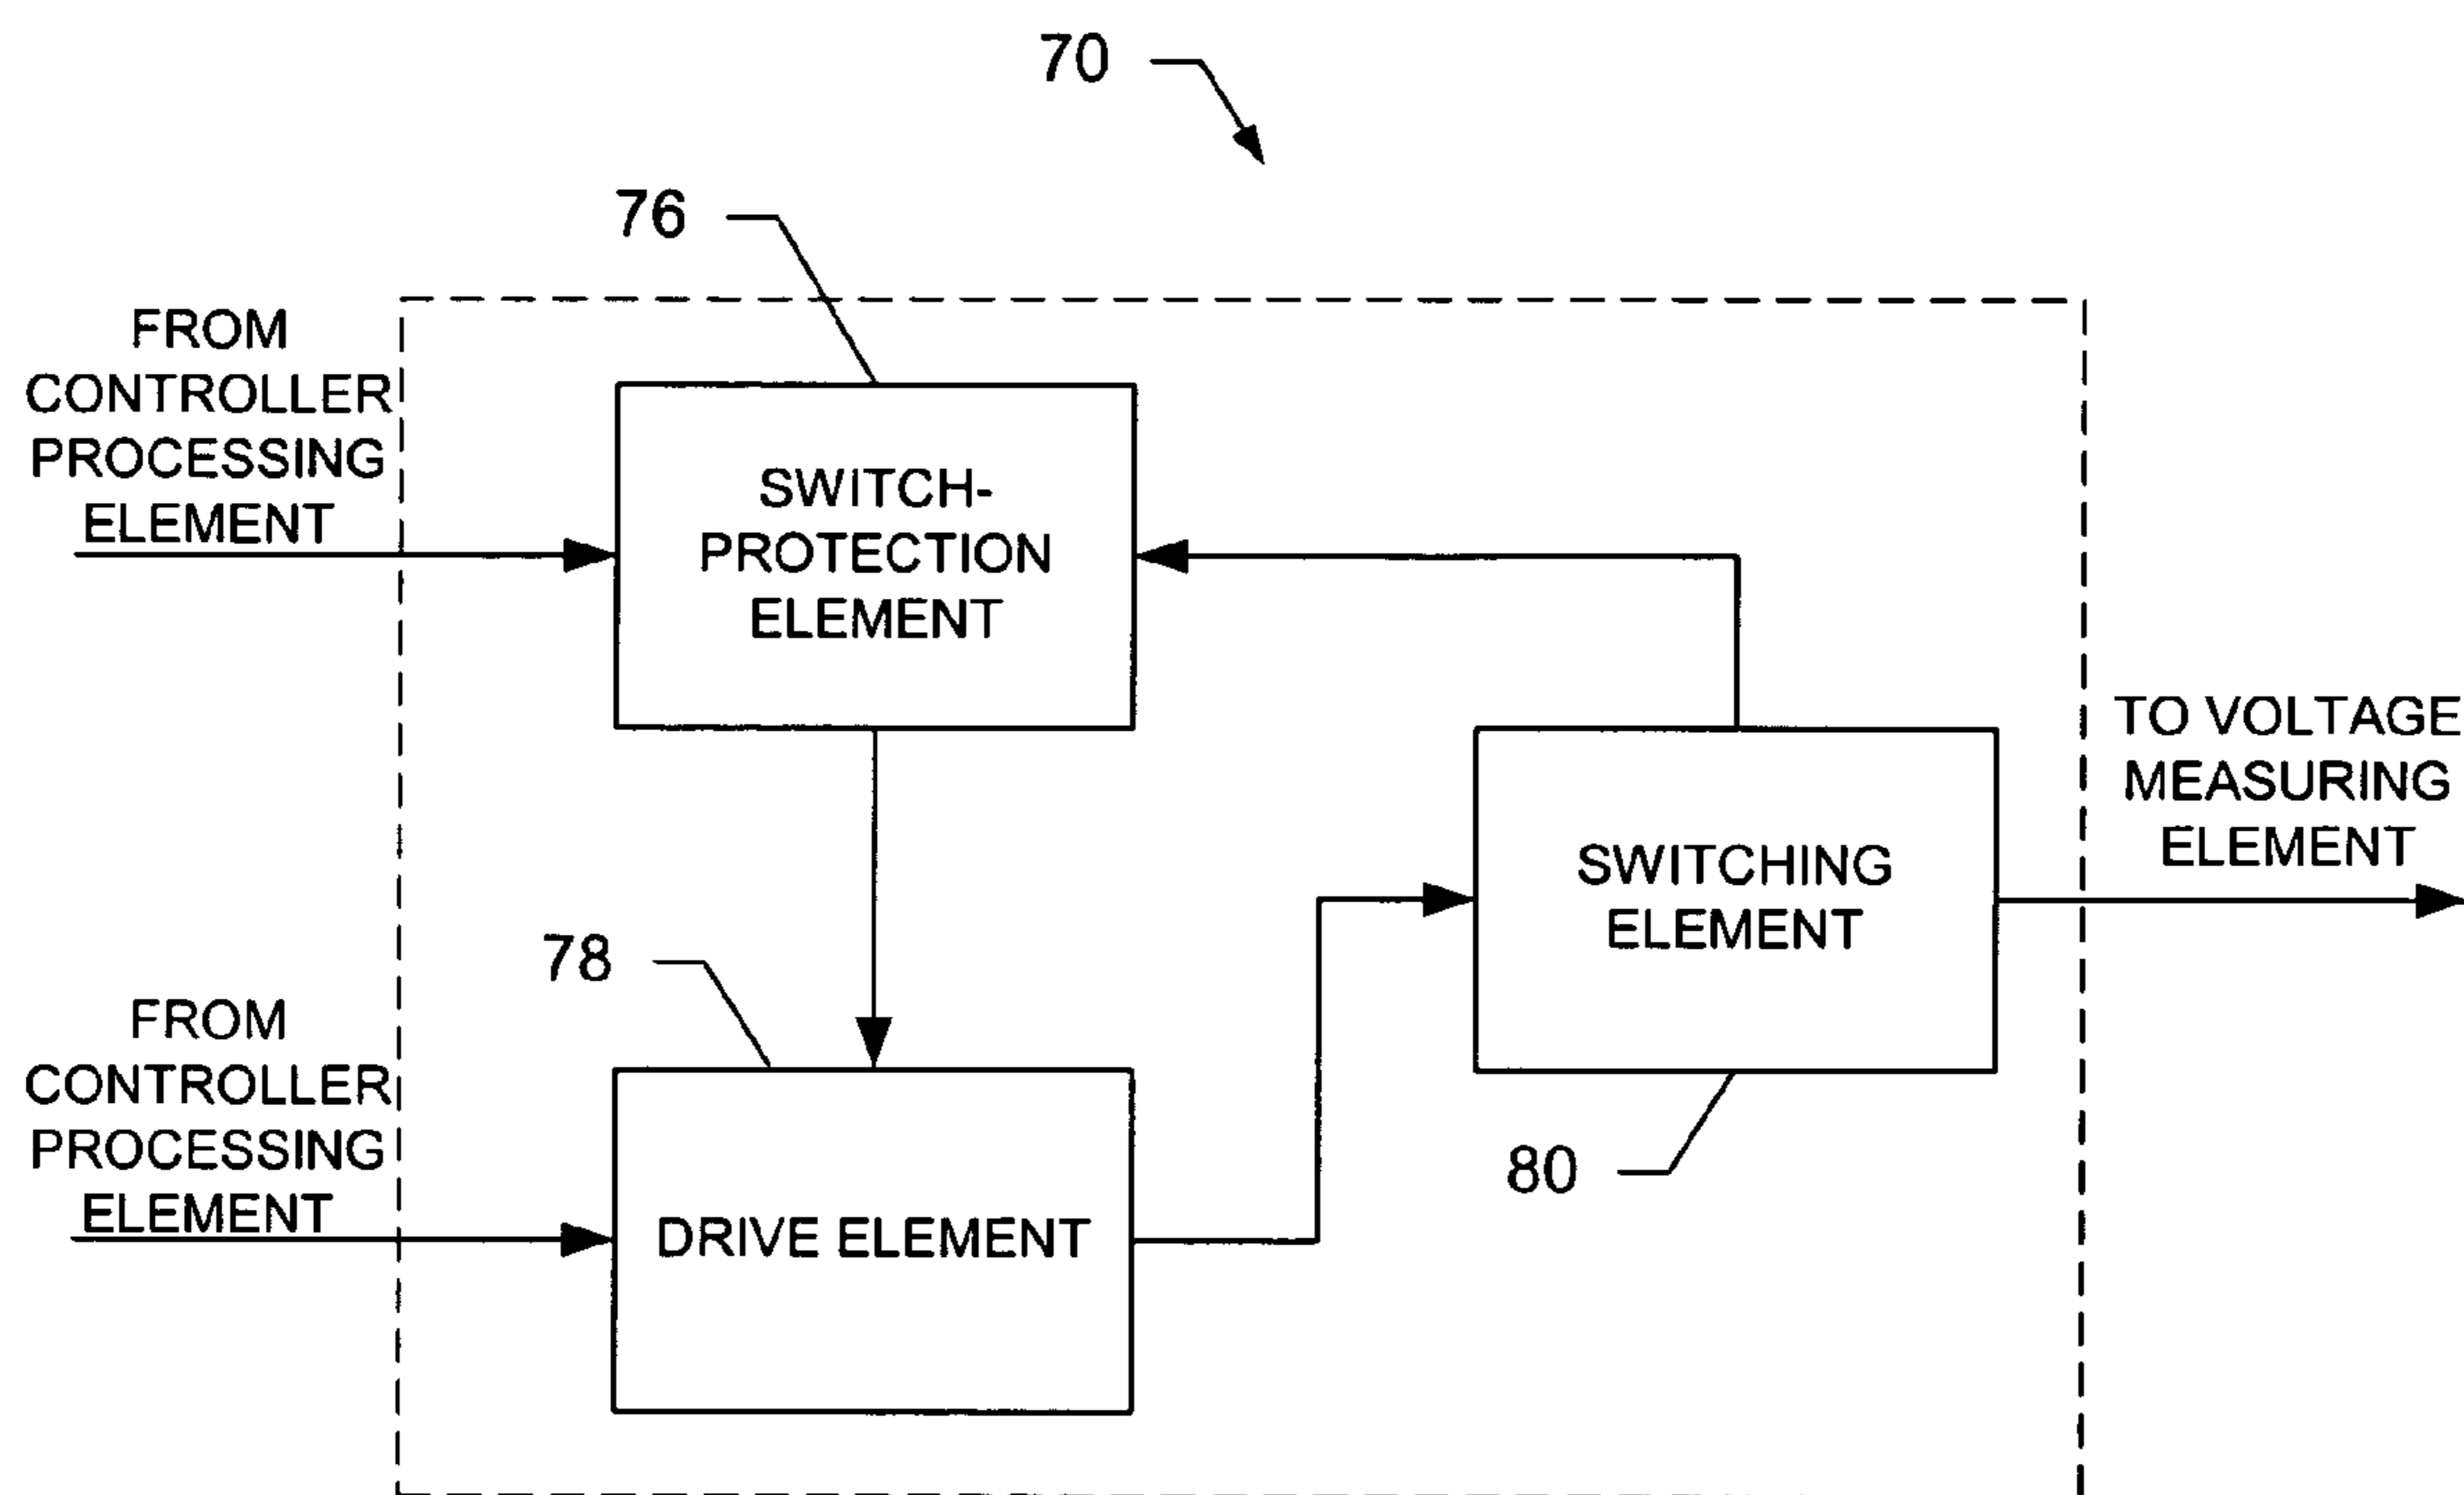 70
76
FROM
CONTROLLER
PROCESSING
ELEMENT
SWITCH-
PROTECTION
ELEMENT
TO VOLTAGE
MEASURING
ELEMENT
SWITCHING
ELEMENT
78
FROM
CONTROLLER
PROCESSING
ELEMENT
DRIVE ELEMENT
80